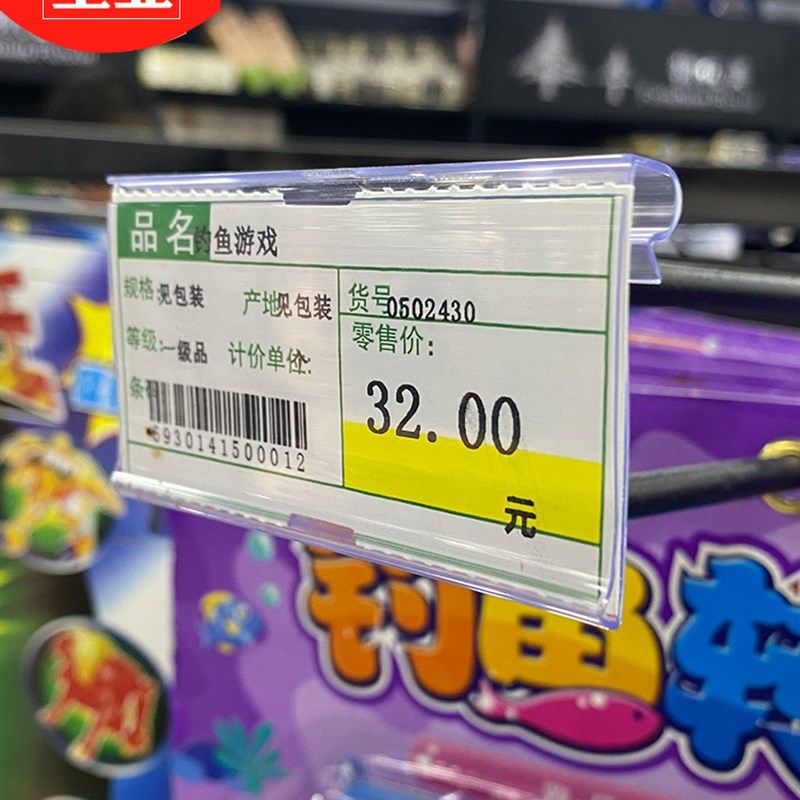 品名 钓鱼游戏
规格:见包装 产地见包装 货号0502430
等级:一级品 计价单位: 零售价:
条码
32.00
6930141500012
元
钓鱼